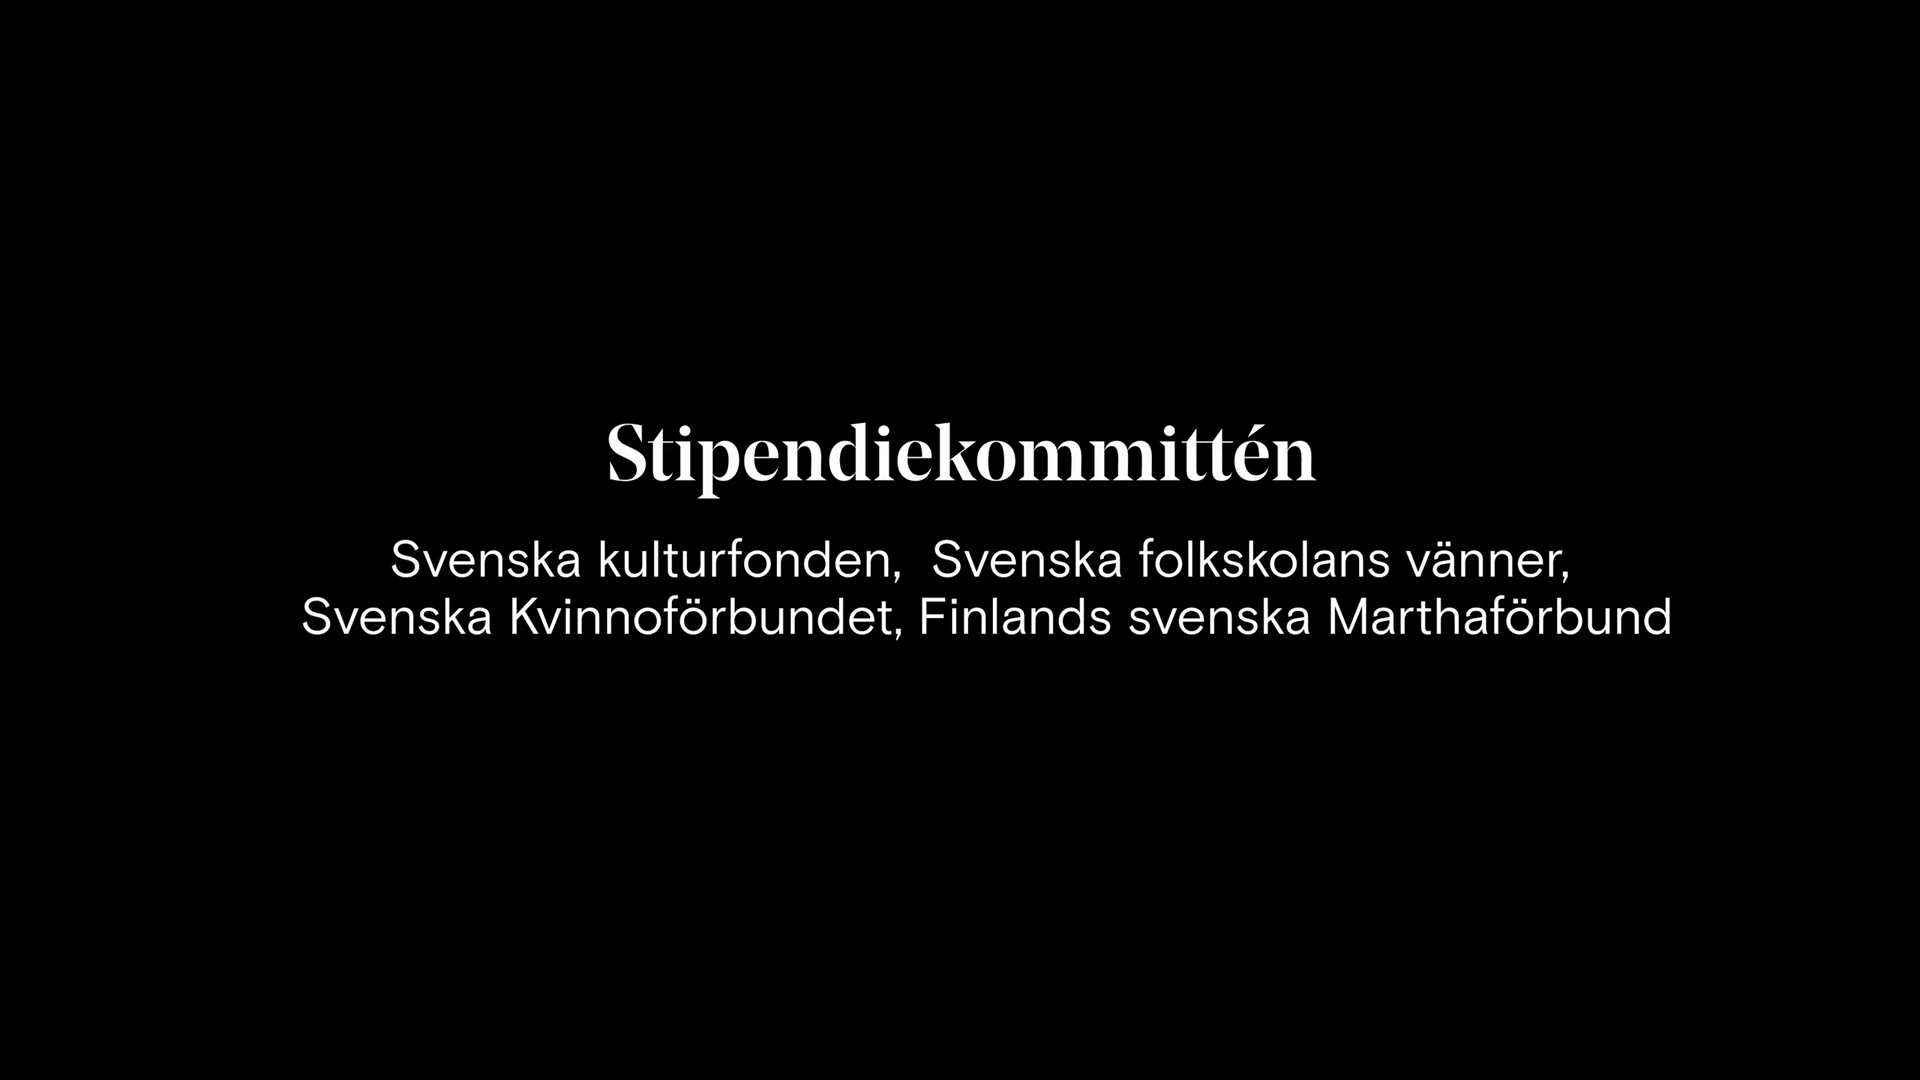 Stipendiekommittén
Svenska kulturfonden, Svenska folkskolans vänner,
Svenska Kvinnoförbundet, Finlands svenska Marthaförbund